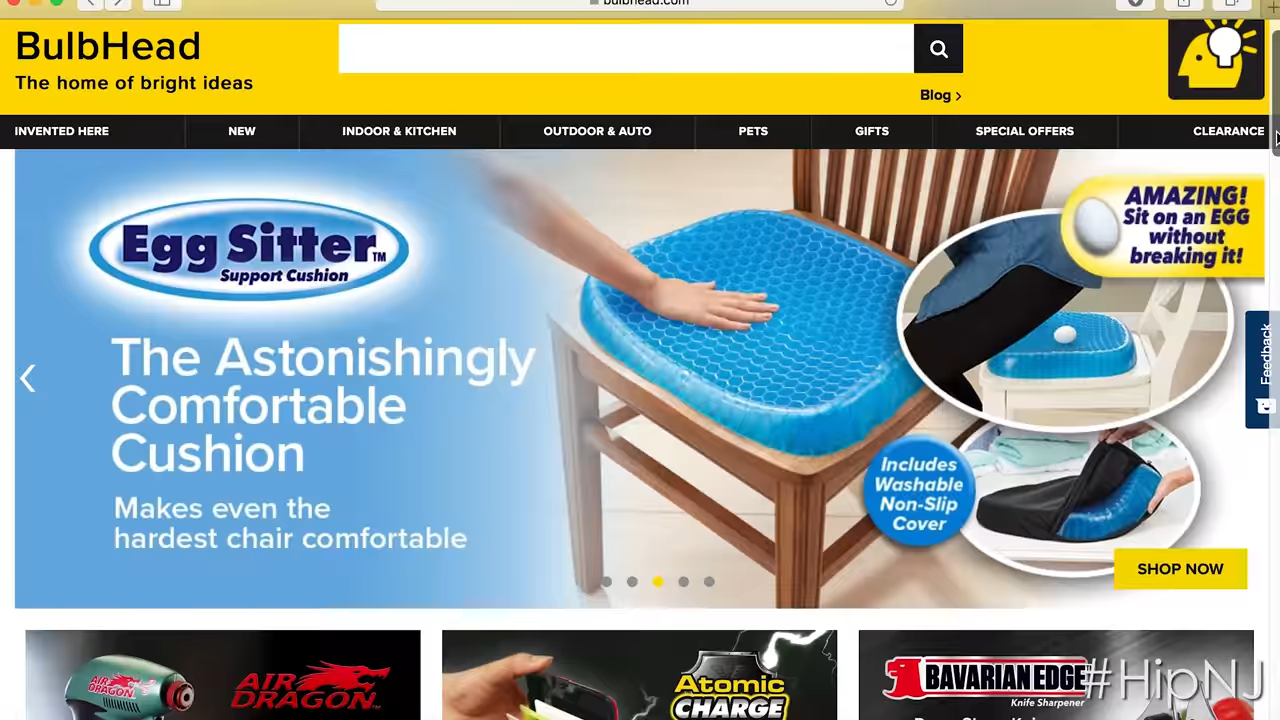 bulbhead.com
BulbHead
The home of bright ideas
Blog >
INVENTED HERE
NEW
INDOOR & KITCHEN
OUTDOOR & AUTO
PETS
GIFTS
SPECIAL OFFERS
CLEARANCE
Egg Sitter™
Support Cushion
The Astonishingly
Comfortable
Cushion
Makes even the
hardest chair comfortable
AMAZING!
Sit on an EGG
without
breaking it!
Feedback
Includes
Washable
Non-Slip
Cover
SHOP NOW
AIR
DRAGON
AIR
DRAGON™
Atomic
CHARGE
BAVARIAN EDGE
Knife Sharpener
#HipNJ